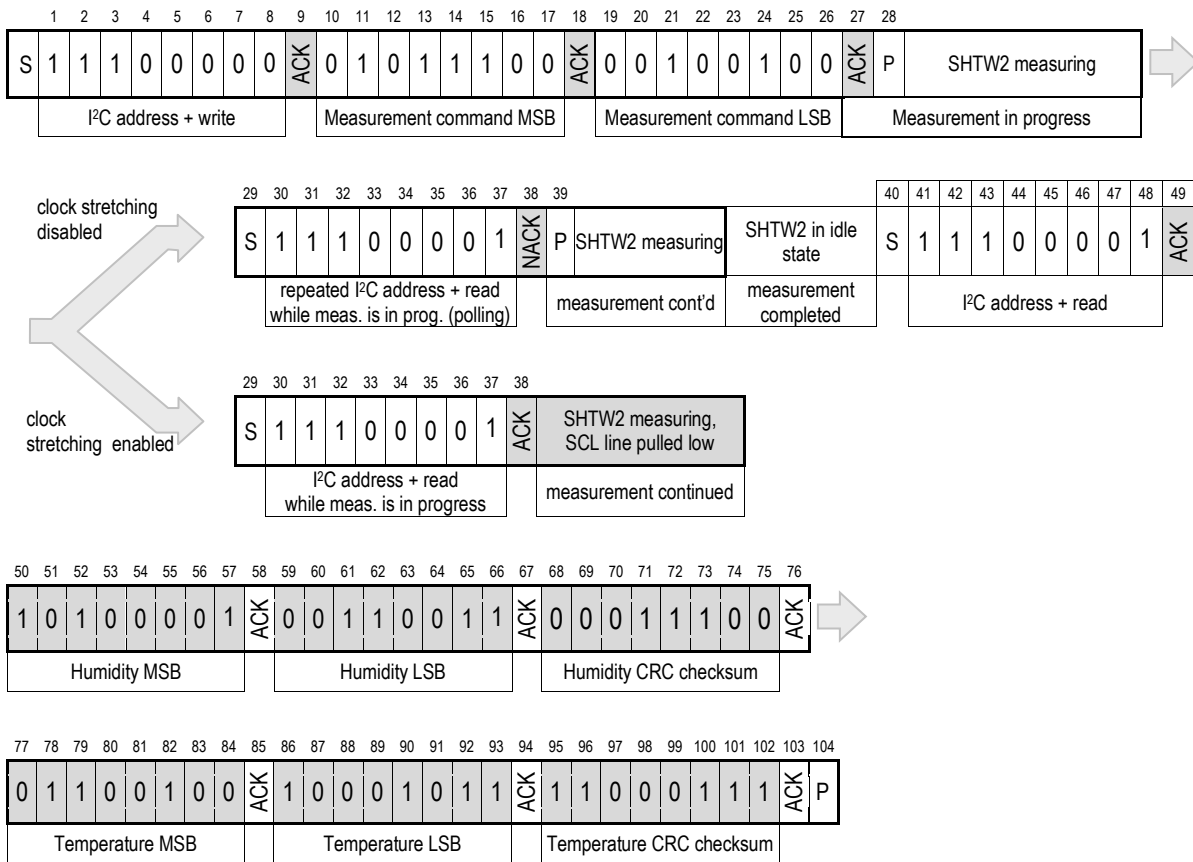 1 2 3 4 5 6 7 8 9 10 11 12 13 14 15 16 17 18 19 20 21 22 23 24 25 26 27 28
S 1 1 1 0 0 0 0 0 ACK 0 1 0 1 1 1 0 0 ACK 0 0 1 0 0 1 0 0 ACK P SHTW2 measuring
I²C address + write Measurement command MSB Measurement command LSB Measurement in progress
clock stretching
disabled
29 30 31 32 33 34 35 36 37 38 39 40 41 42 43 44 45 46 47 48 49
S 1 1 1 0 0 0 0 1 NACK P SHTW2 measuring SHTW2 in idle state S 1 1 1 0 0 0 0 1 ACK
repeated I²C address + read
while meas. is in prog. (polling)
measurement cont'd
measurement
completed
I²C address + read
clock
stretching enabled
29 30 31 32 33 34 35 36 37 38
S 1 1 1 0 0 0 0 1 ACK SHTW2 measuring,
SCL line pulled low
I²C address + read
while meas. is in progress
measurement continued
50 51 52 53 54 55 56 57 58 59 60 61 62 63 64 65 66 67 68 69 70 71 72 73 74 75 76
1 0 1 0 0 0 0 1 ACK 0 0 1 1 0 0 1 1 ACK 0 0 0 1 1 1 0 0 ACK
Humidity MSB Humidity LSB Humidity CRC checksum
77 78 79 80 81 82 83 84 85 86 87 88 89 90 91 92 93 94 95 96 97 98 99 100 101 102 103 104
0 1 1 0 0 1 0 0 ACK 1 0 0 0 1 0 1 1 ACK 1 1 0 0 0 1 1 1 ACK P
Temperature MSB Temperature LSB Temperature CRC checksum